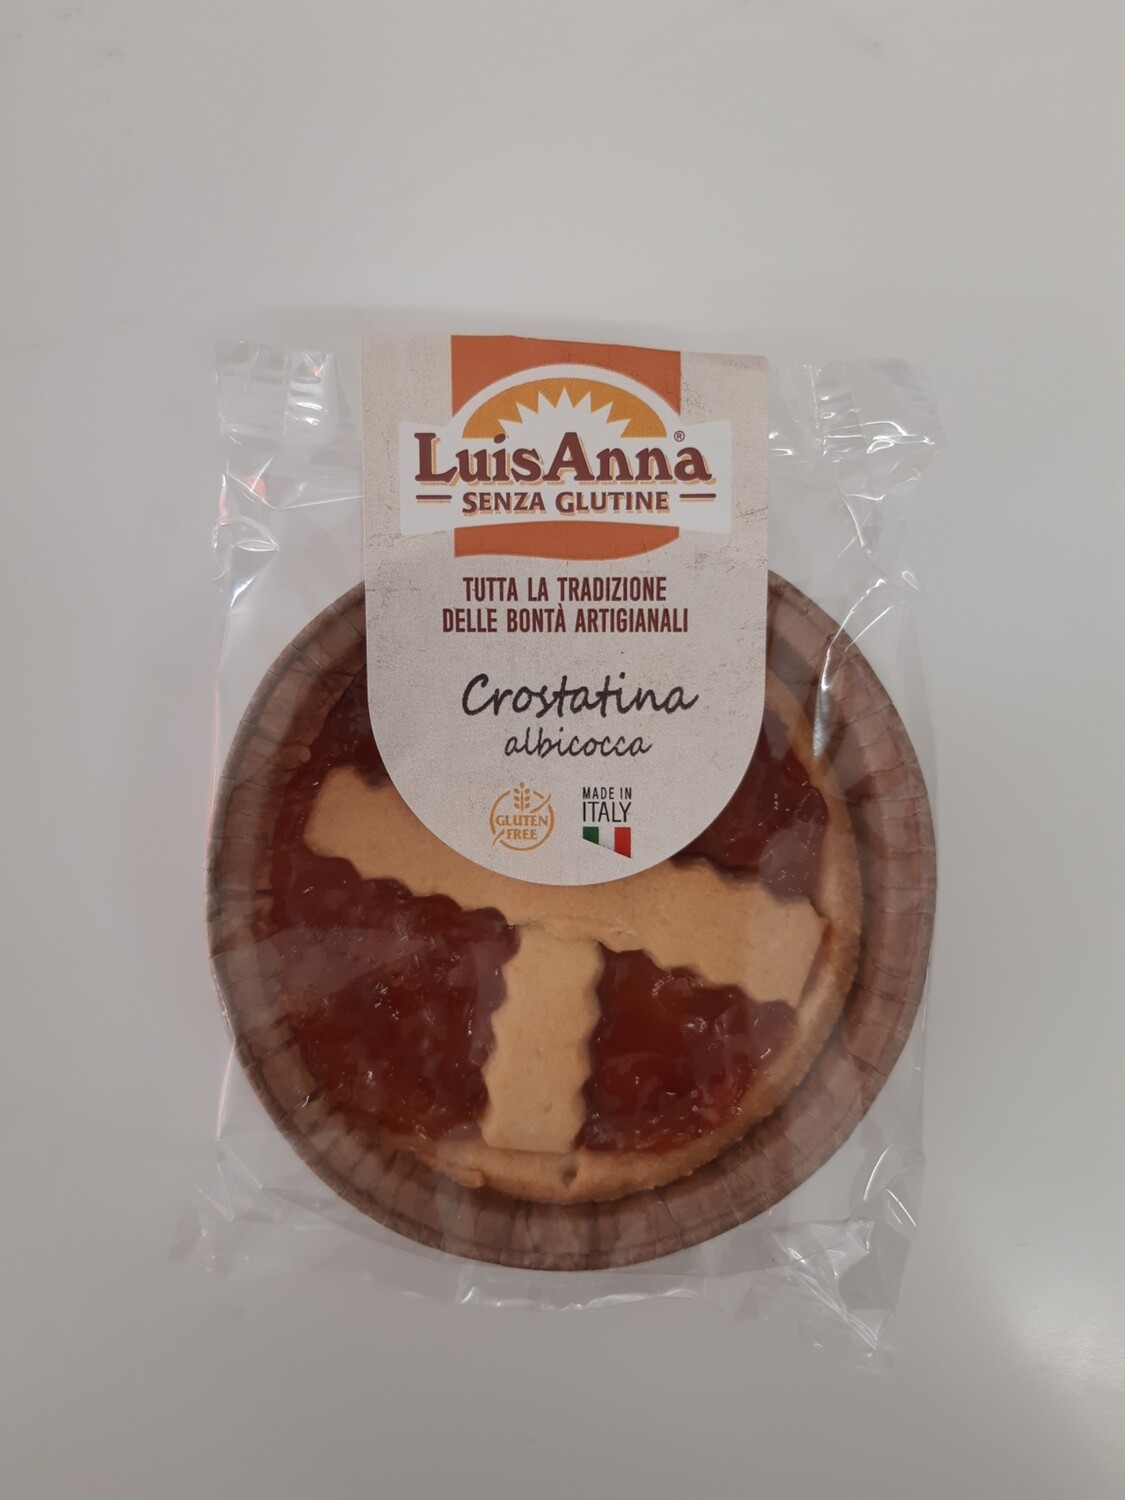 LuisAnna®
SENZA GLUTINE
TUTTA LA TRADIZIONE
DELLE BONTÀ ARTIGIANALI
Crostatina
albicocca
GLUTEN
FREE
MADE IN
ITALY